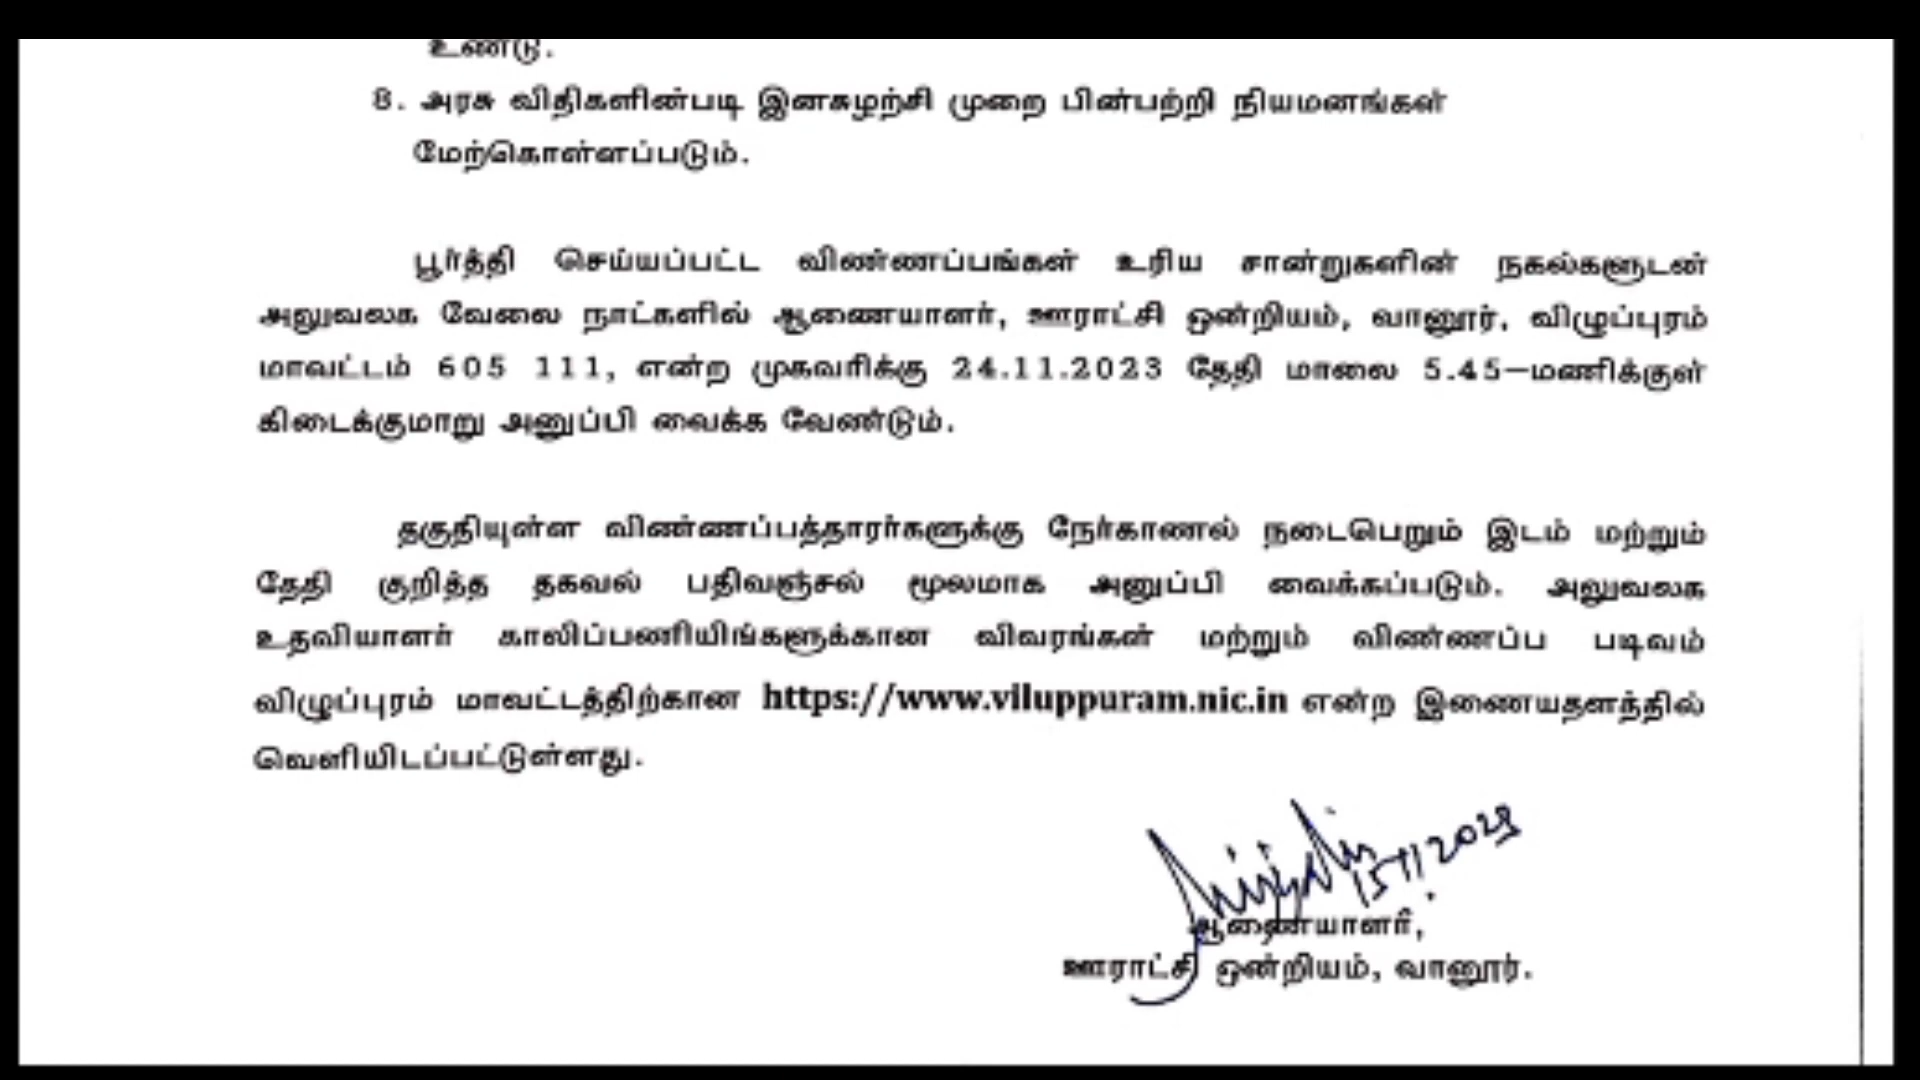 உண்டு.
8. அரசு விதிகளின்படி இனசுழற்சி முறை பின்பற்றி நியமனங்கள்
மேற்கொள்ளப்படும்.
பூர்த்தி செய்யப்பட்ட விண்ணப்பங்கள் உரிய சான்றுகளின் நகல்களுடன்
அலுவலக வேலை நாட்களில் ஆணையாளர், ஊராட்சி ஒன்றியம், வானூர், விழுப்புரம்
மாவட்டம் 605 111, என்ற முகவரிக்கு 24.11.2023 தேதி மாலை 5.45–மணிக்குள்
கிடைக்குமாறு அனுப்பி வைக்க வேண்டும்.
தகுதியுள்ள விண்ணப்பத்தாரர்களுக்கு நேர்காணல் நடைபெறும் இடம் மற்றும்
தேதி குறித்த தகவல் பதிவஞ்சல் மூலமாக அனுப்பி வைக்கப்படும். அலுவலக
உதவியாளர் காலிப்பணியிங்களுக்கான விவரங்கள் மற்றும் விண்ணப்ப படிவம்
விழுப்புரம் மாவட்டத்திற்கான https://www.viluppuram.nic.in என்ற இணையதளத்தில்
வெளியிடப்பட்டுள்ளது.
15/11/2023
ஆணையாளர்,
ஊராட்சி ஒன்றியம், வானூர்.